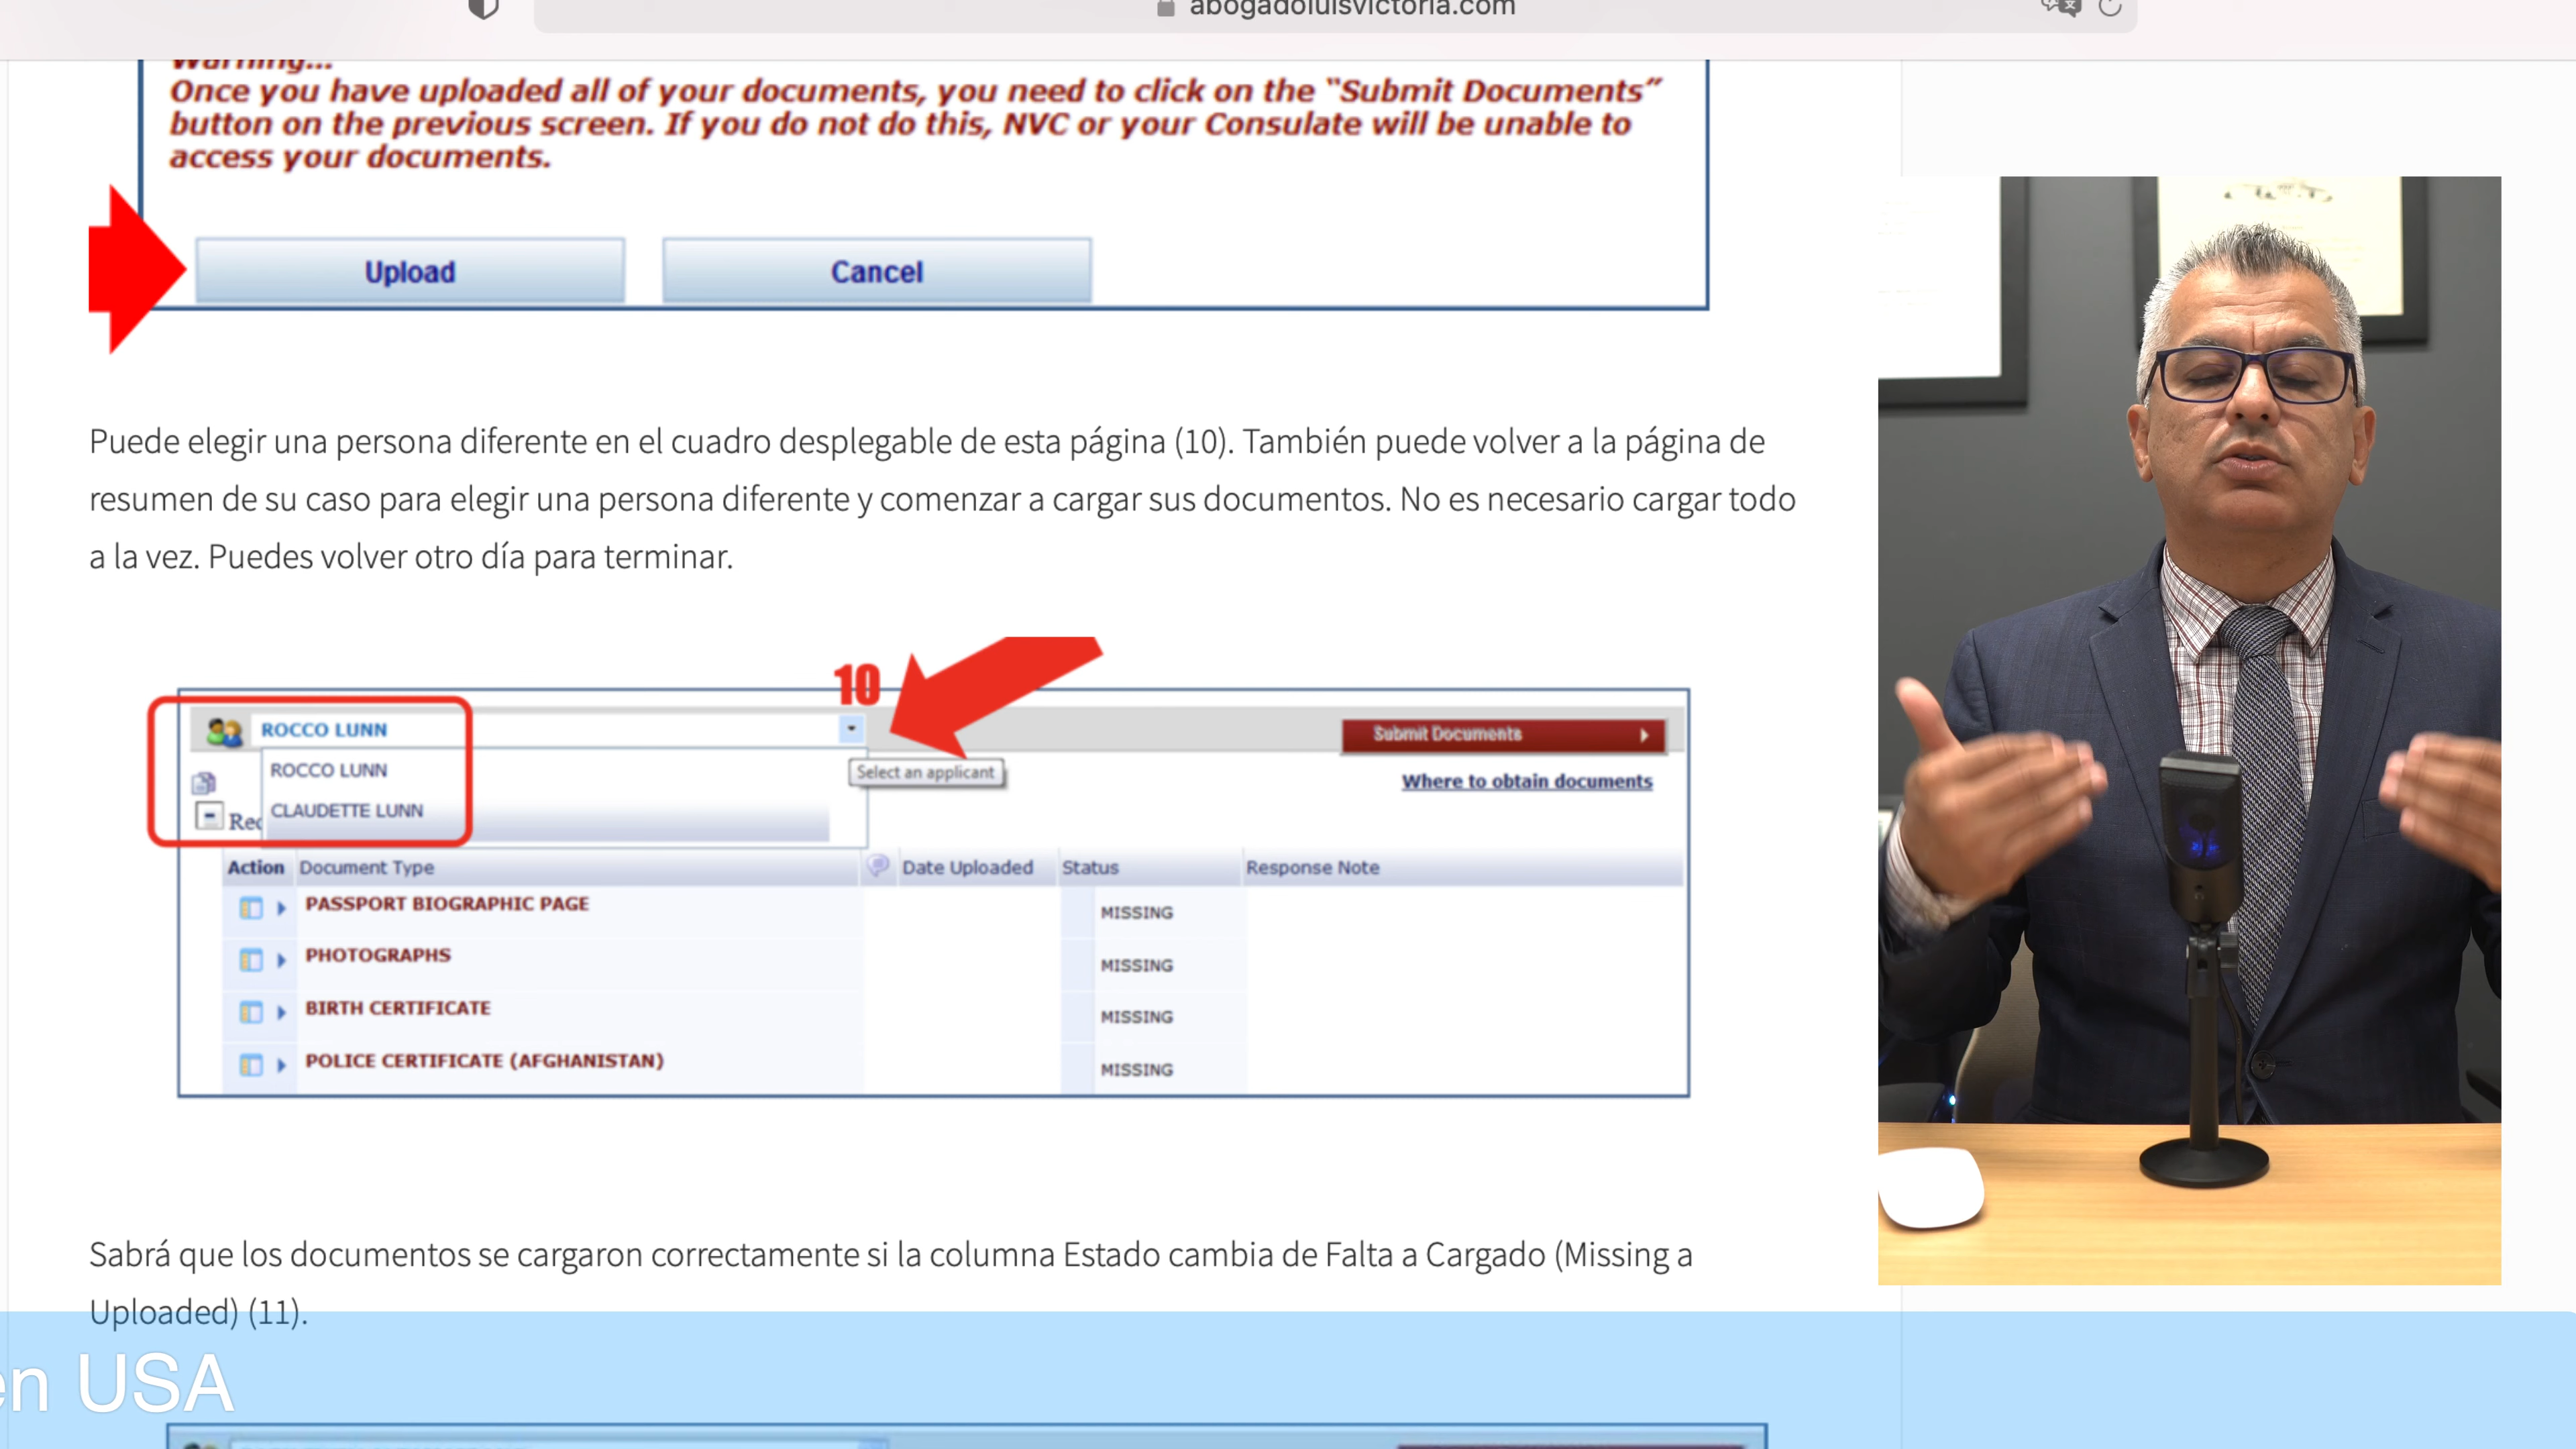 abogadoluisvictoria.com
Warning...
Once you have uploaded all of your documents, you need to click on the "Submit Documents"
button on the previous screen. If you do not do this, NVC or your Consulate will be unable to
access your documents.
Upload
Cancel
Puede elegir una persona diferente en el cuadro desplegable de esta página (10). También puede volver a la página de
resumen de su caso para elegir una persona diferente y comenzar a cargar sus documentos. No es necesario cargar todo
a la vez. Puedes volver otro día para terminar.
10
ROCCO LUNN
Submit Documents
ROCCO LUNN
Select an applicant
Where to obtain documents
CLAUDETTE LUNN
Rec
Action Document Type Date Uploaded Status Response Note
PASSPORT BIOGRAPHIC PAGE MISSING
PHOTOGRAPHS MISSING
BIRTH CERTIFICATE MISSING
POLICE CERTIFICATE (AFGHANISTAN) MISSING
Sabrá que los documentos se cargaron correctamente si la columna Estado cambia de Falta a Cargado (Missing a
Uploaded) (11).
en USA